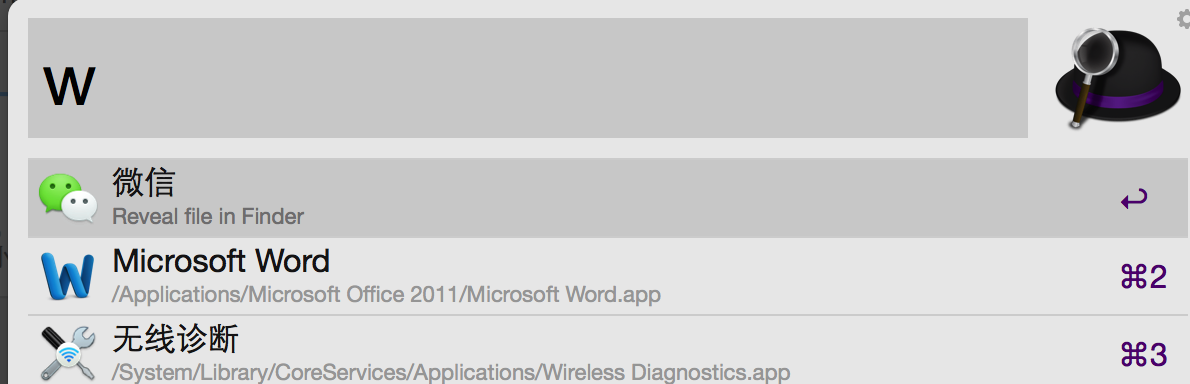 w
微信
Reveal file in Finder
↩
Microsoft Word
/Applications/Microsoft Office 2011/Microsoft Word.app
⌘2
无线诊断
/System/Library/CoreServices/Applications/Wireless Diagnostics.app
⌘3